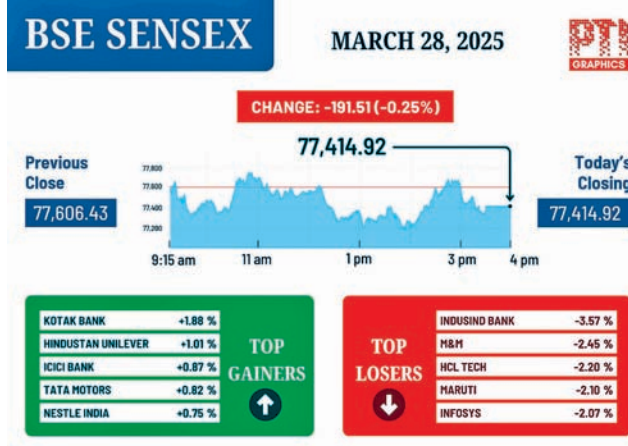 BSE SENSEX
MARCH 28, 2025
PTI
GRAPHICS
CHANGE: -191.51 (-0.25%)
77,414.92
Previous
Close
77,606.43
Today's
Closing
77,414.92
77,800
77,600
77,400
77,200
9:15 am 11 am 1 pm 3 pm 4 pm
KOTAK BANK +1.88 %
HINDUSTAN UNILEVER +1.01 %
ICICI BANK +0.87 %
TATA MOTORS +0.82 %
NESTLE INDIA +0.75 %
TOP
GAINERS
TOP
LOSERS
INDUSIND BANK -3.57 %
M&M -2.45 %
HCL TECH -2.20 %
MARUTI -2.10 %
INFOSYS -2.07 %